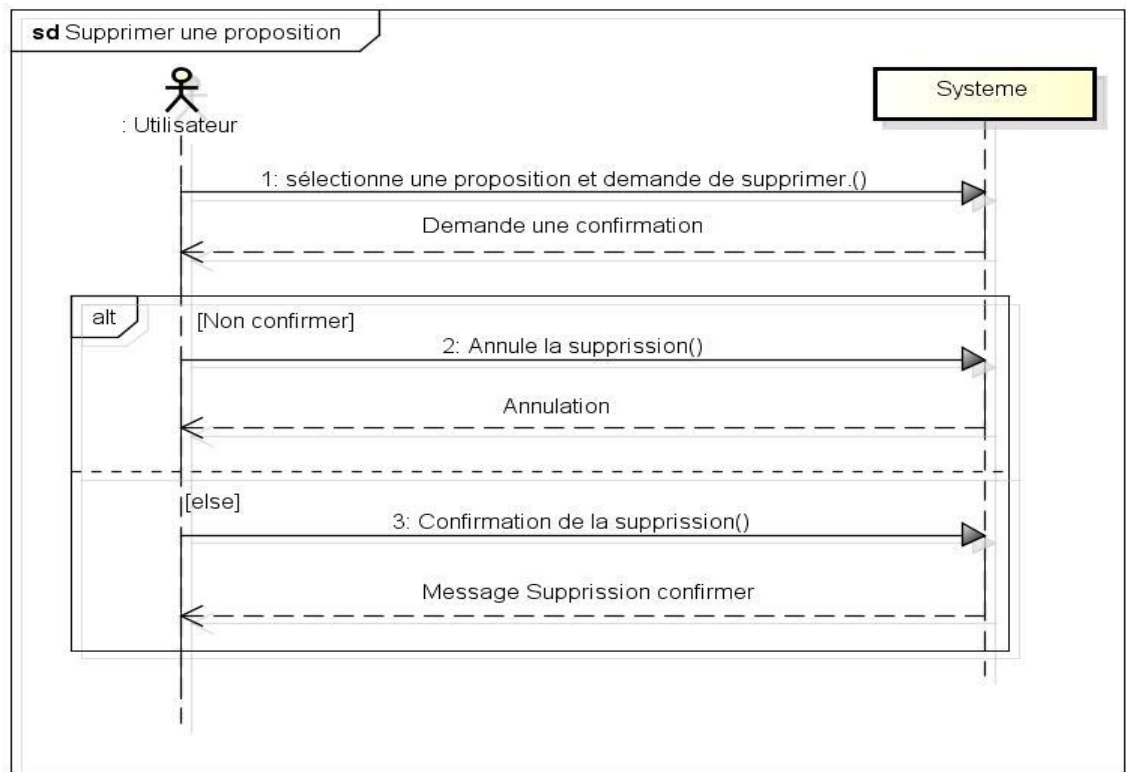 sd Supprimer une proposition
Systeme
: Utilisateur
1: sélectionne une proposition et demande de supprimer.()
Demande une confirmation
alt
[Non confirmer]
2: Annule la supprission()
Annulation
[else]
3: Confirmation de la supprission()
Message Supprission confirmer